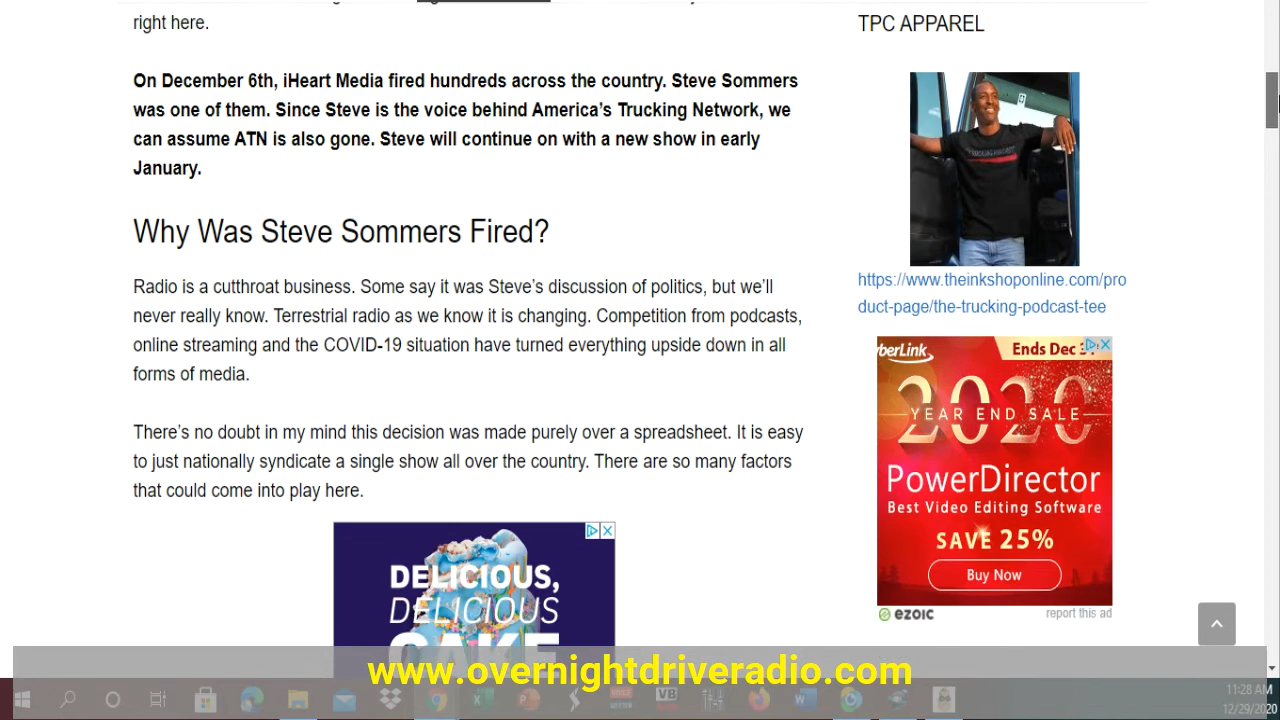 right here.
TPC APPAREL
On December 6th, iHeart Media fired hundreds across the country. Steve Sommers
was one of them. Since Steve is the voice behind America’s Trucking Network, we
can assume ATN is also gone. Steve will continue on with a new show in early
January.
Why Was Steve Sommers Fired?
Radio is a cutthroat business. Some say it was Steve’s discussion of politics, but we’ll
never really know. Terrestrial radio as we know it is changing. Competition from podcasts,
online streaming and the COVID-19 situation have turned everything upside down in all
forms of media.
There’s no doubt in my mind this decision was made purely over a spreadsheet. It is easy
to just nationally syndicate a single show all over the country. There are so many factors
that could come into play here.
https://www.theinkshoponline.com/pro
duct-page/the-trucking-podcast-tee
yberLink
Ends Dec 31
2020
YEAR END SALE
PowerDirector
Best Video Editing Software
SAVE 25%
Buy Now
ezoic
report this ad
DELICIOUS,
DELICIOUS
CAKE
www.overnightdriveradio.com
11:28 AM
12/29/2020